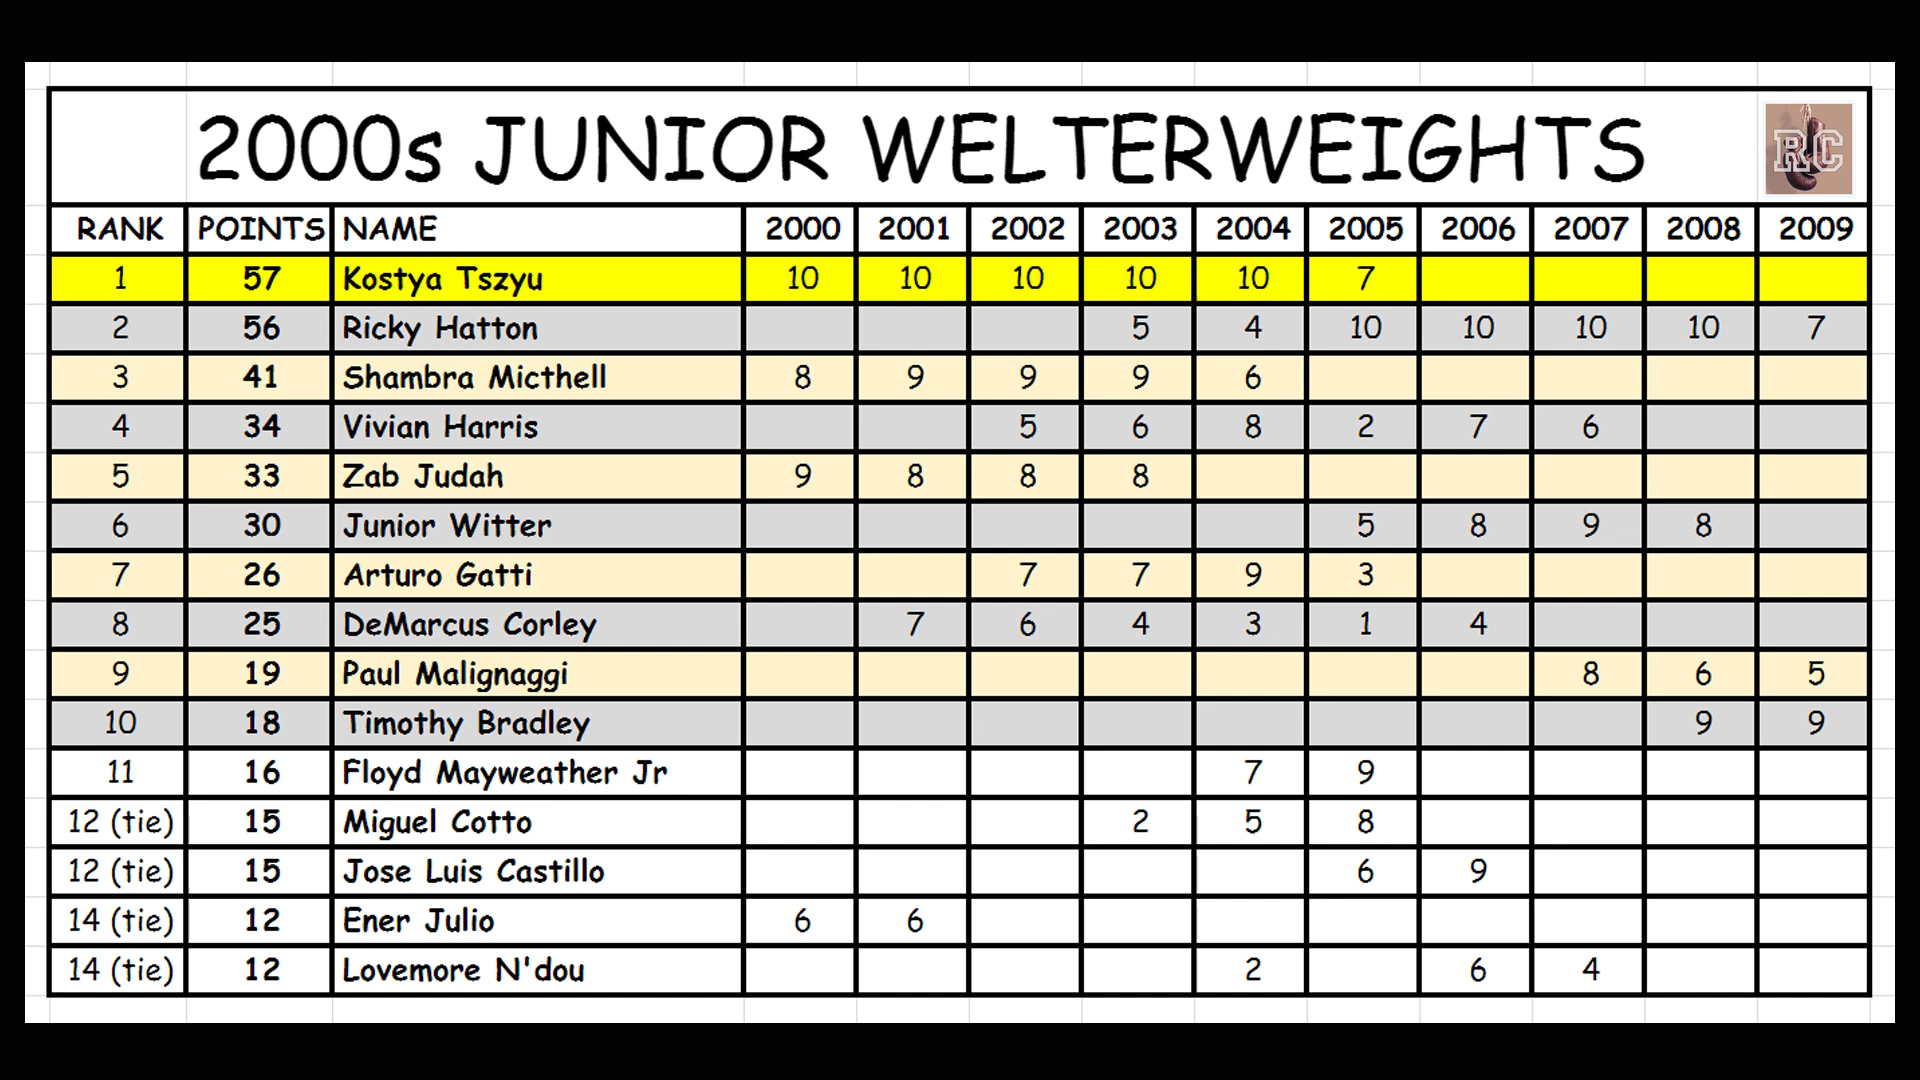 2000s JUNIOR WELTERWEIGHTS RC
RANK POINTS NAME 2000 2001 2002 2003 2004 2005 2006 2007 2008 2009
1 57 Kostya Tszyu 10 10 10 10 10 7
2 56 Ricky Hatton 5 4 10 10 10 10 7
3 41 Shambra Micthell 8 9 9 9 6
4 34 Vivian Harris 5 6 8 2 7 6
5 33 Zab Judah 9 8 8 8
6 30 Junior Witter 5 8 9 8
7 26 Arturo Gatti 7 7 9 3
8 25 DeMarcus Corley 7 6 4 3 1 4
9 19 Paul Malignaggi 8 6 5
10 18 Timothy Bradley 9 9
11 16 Floyd Mayweather Jr 7 9
12 (tie) 15 Miguel Cotto 2 5 8
12 (tie) 15 Jose Luis Castillo 6 9
14 (tie) 12 Ener Julio 6 6
14 (tie) 12 Lovemore N'dou 2 6 4